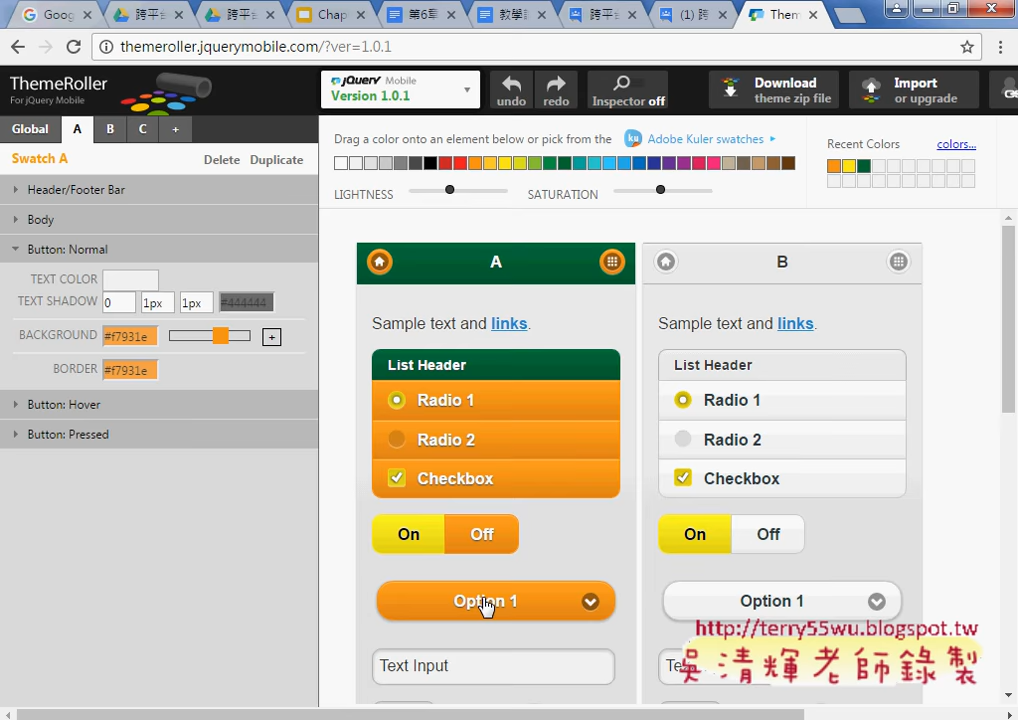 Goog
跨平台
跨平台
Chap
第6章
教學
跨平
(1) 跨
Them
themeroller.jquerymobile.com/?ver=1.0.1
ThemeRoller
For jQuery Mobile
jQuery Mobile
Version 1.0.1
undo
redo
Inspector off
Download
theme zip file
Import
or upgrade
Global
A
B
C
+
Swatch A
Delete
Duplicate
Header/Footer Bar
Body
Button: Normal
TEXT COLOR
TEXT SHADOW
0
1px
1px
#444444
BACKGROUND
#f7931e
+
BORDER
#f7931e
Button: Hover
Button: Pressed
Drag a color onto an element below or pick from the
ku
Adobe Kuler swatches
LIGHTNESS
SATURATION
Recent Colors
colors...
A
Sample text and links.
List Header
Radio 1
Radio 2
Checkbox
On
Off
Option 1
Text Input
B
Sample text and links.
List Header
Radio 1
Radio 2
Checkbox
On
Off
Option 1
http://terry55wu.blogspot.tw
吳清輝老師錄製